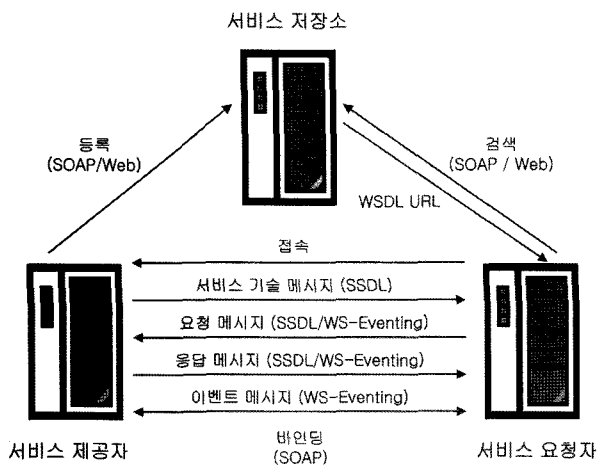 서비스 저장소
등록
(SOAP/Web)
검색
(SOAP / Web)
WSDL URL
접속
서비스 기술 메시지 (SSDL)
요청 메시지 (SSDL/WS-Eventing)
응답 메시지 (SSDL/WS-Eventing)
이벤트 메시지 (WS-Eventing)
바인딩
(SOAP)
서비스 제공자
서비스 요청자